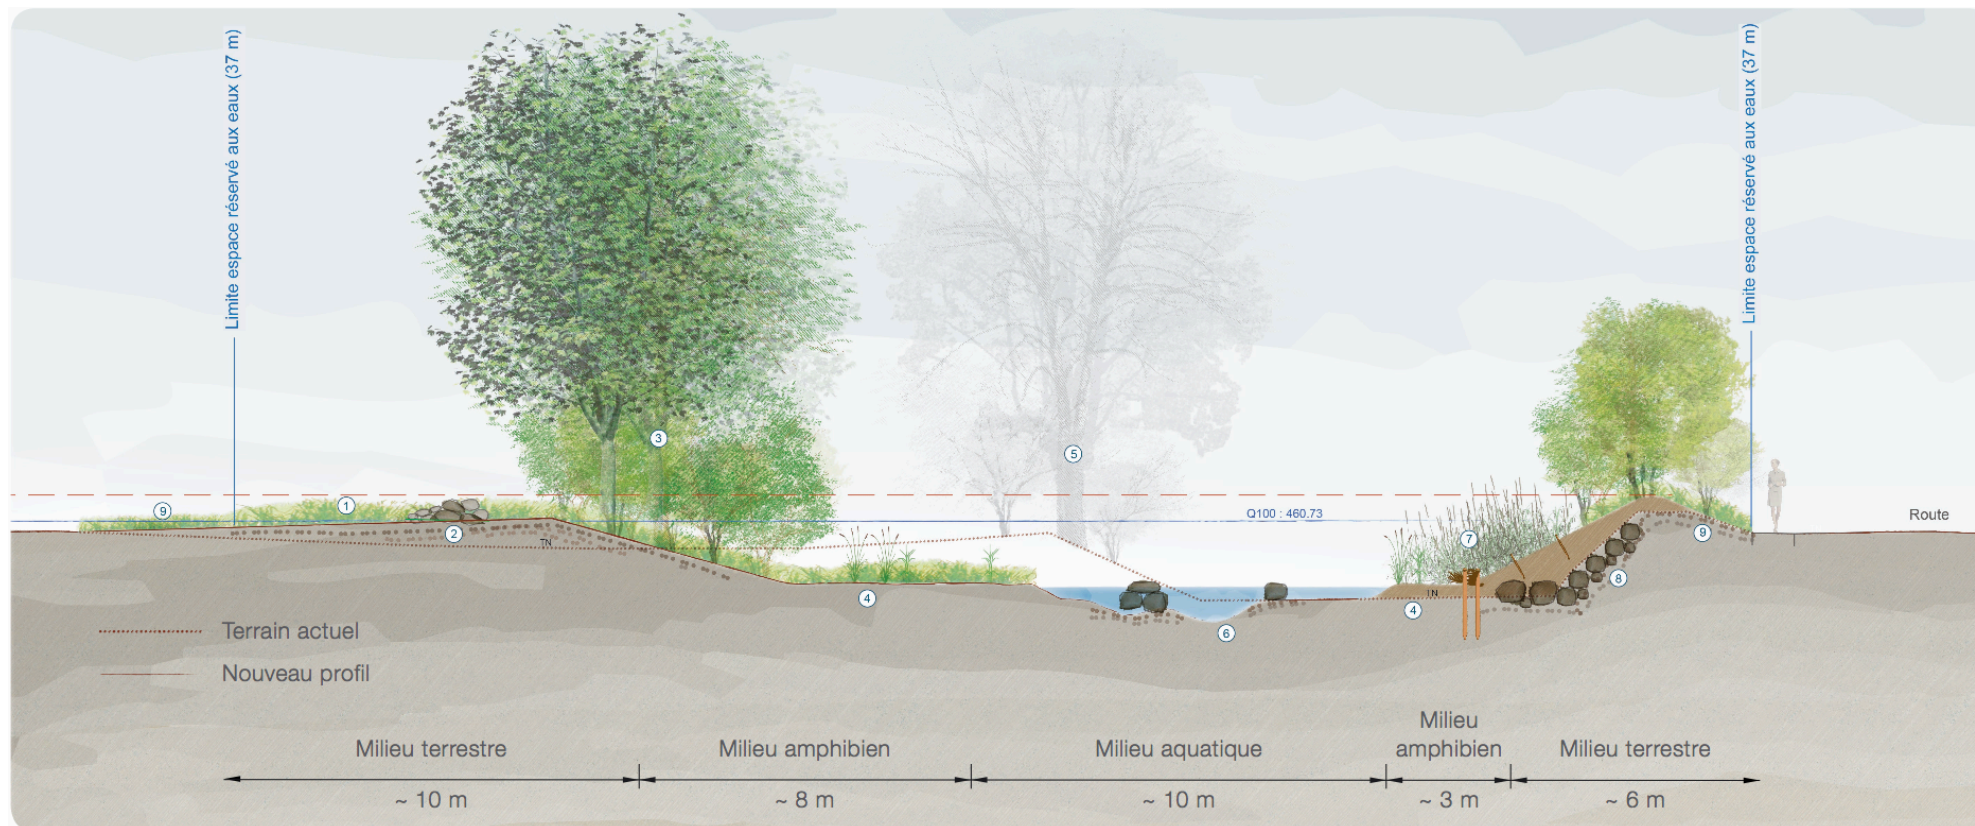 Limite espace réservé aux eaux (37 m)
Limite espace réservé aux eaux (37 m)
3
5
9
1
Q100 : 460.73
Route
2
TN
7
9
8
4
TN
4
6
Terrain actuel
Nouveau profil
Milieu terrestre
Milieu amphibien
Milieu aquatique
Milieu
amphibien
Milieu terrestre
~ 10 m
~ 8 m
~ 10 m
~ 3 m
~ 6 m